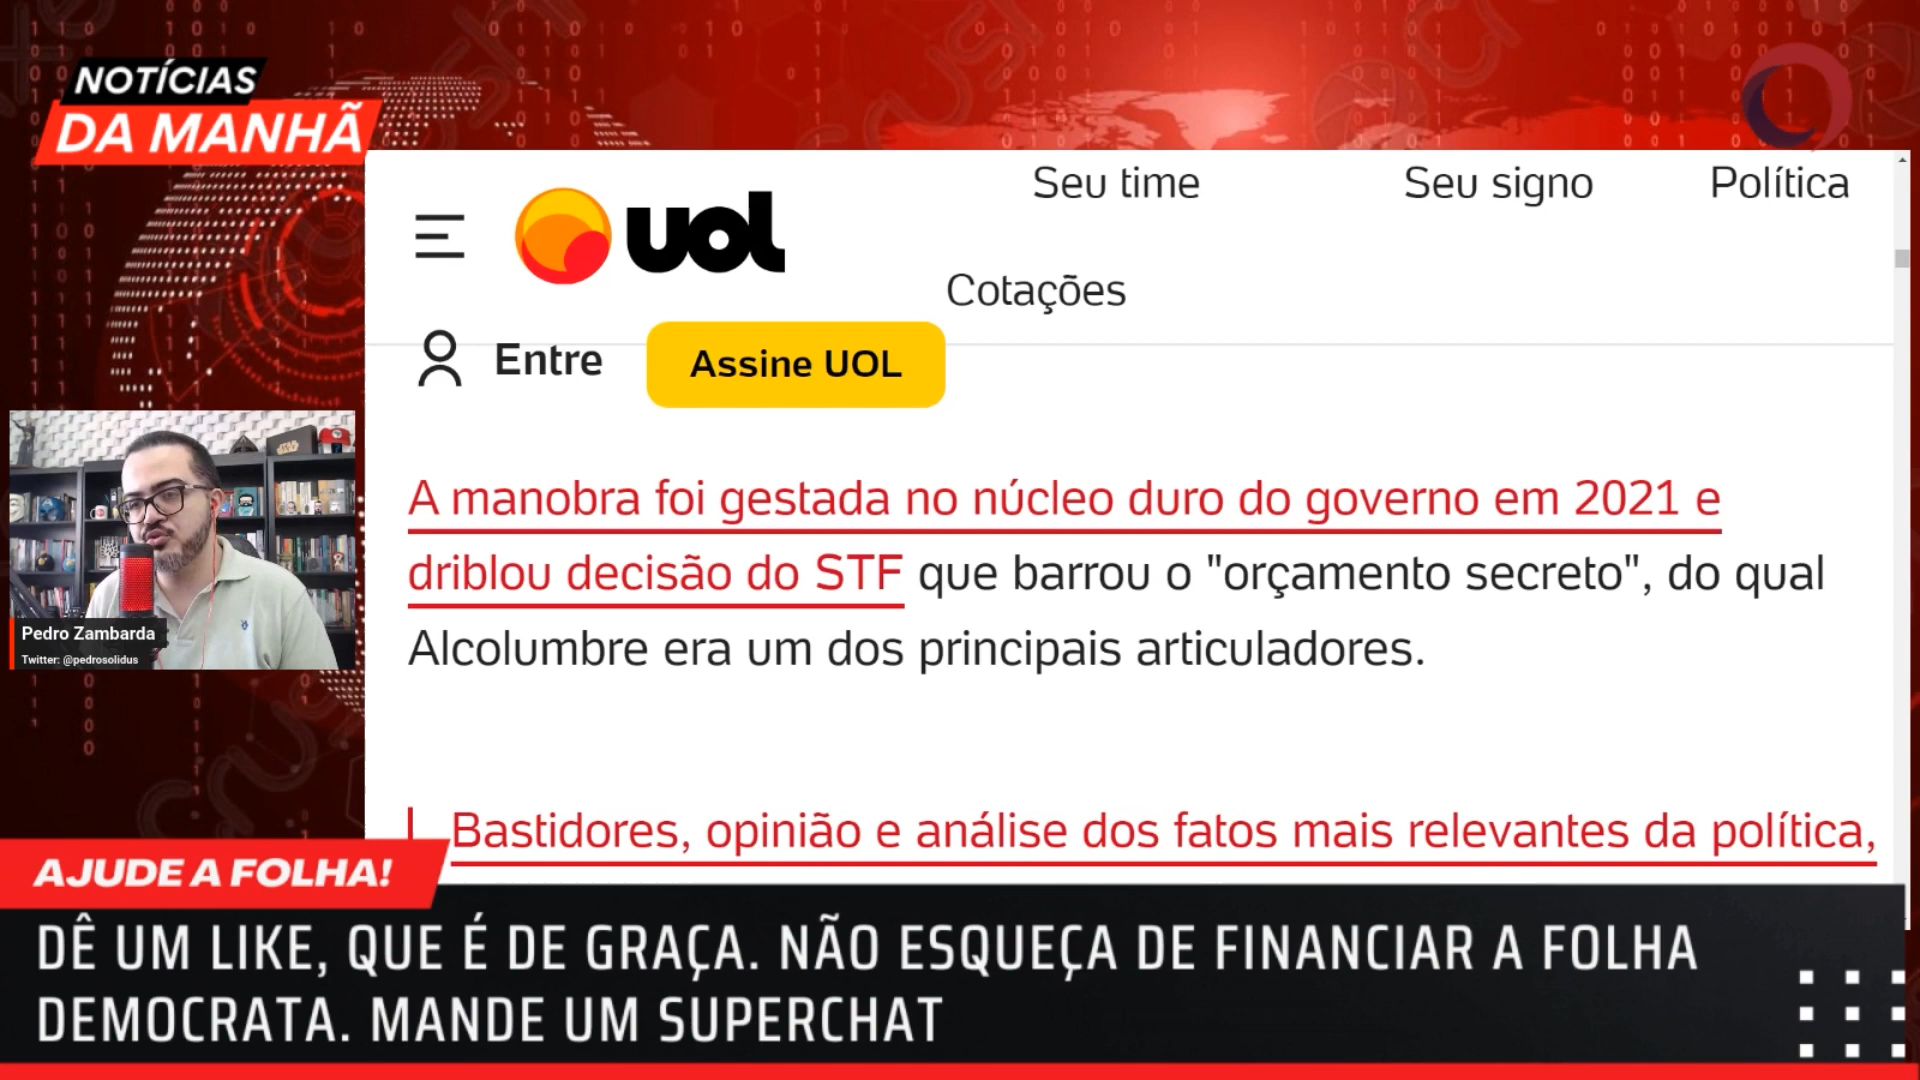 NOTÍCIAS
DA MANHÃ
uol
Seu time
Seu signo
Política
Cotações
Entre
Assine UOL
A manobra foi gestada no núcleo duro do governo em 2021 e
driblou decisão do STF que barrou o "orçamento secreto", do qual
Alcolumbre era um dos principais articuladores.
Bastidores, opinião e análise dos fatos mais relevantes da política,
Pedro Zambarda
Twitter: @pedrosolidus
AJUDE A FOLHA!
DÊ UM LIKE, QUE É DE GRAÇA. NÃO ESQUEÇA DE FINANCIAR A FOLHA
DEMOCRATA. MANDE UM SUPERCHAT